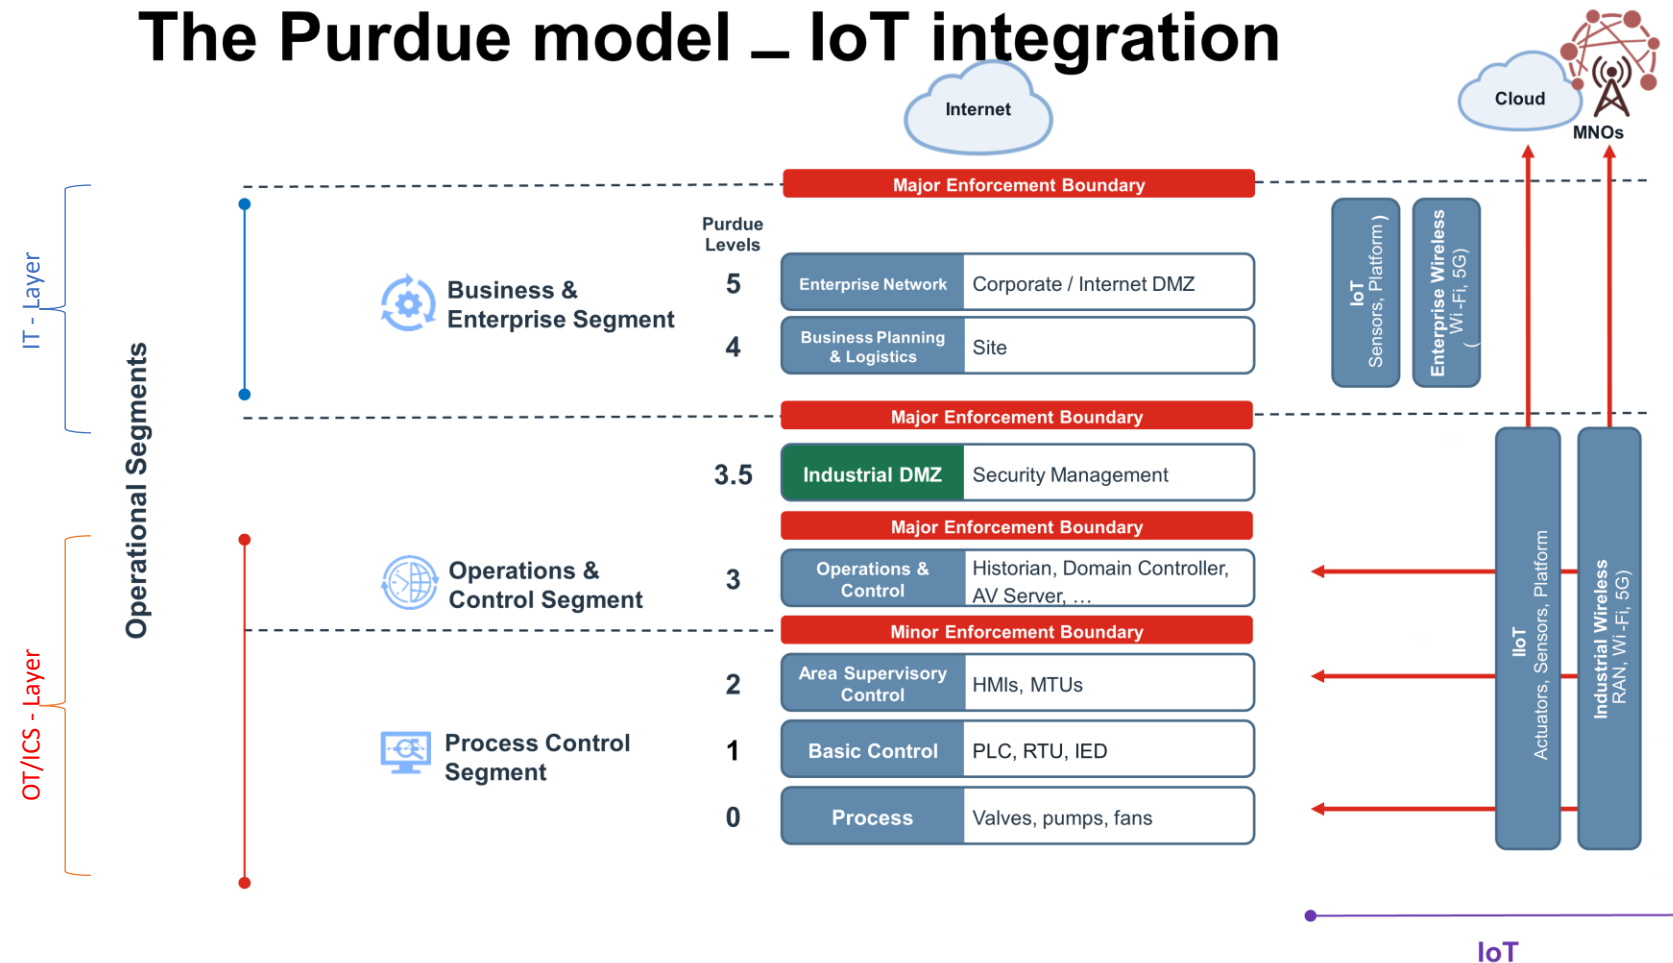 The Purdue model – IoT integration
Internet
Cloud
MNOs
Major Enforcement Boundary
IT - Layer
Operational Segments
OT/ICS - Layer
Purdue
Levels
Business &
Enterprise Segment
5
Enterprise Network
Corporate / Internet DMZ
4
Business Planning
& Logistics
Site
IoT
Sensors, Platform )
Enterprise Wireless
Wi-Fi, 5G)
(
Major Enforcement Boundary
3.5
Industrial DMZ
Security Management
Major Enforcement Boundary
Operations &
Control Segment
3
Operations &
Control
Historian, Domain Controller,
AV Server, …
Minor Enforcement Boundary
Process Control
Segment
2
Area Supervisory
Control
HMIs, MTUs
1
Basic Control
PLC, RTU, IED
0
Process
Valves, pumps, fans
IIoT
Actuators, Sensors, Platform
Industrial Wireless
RAN, Wi-Fi, 5G)
IoT